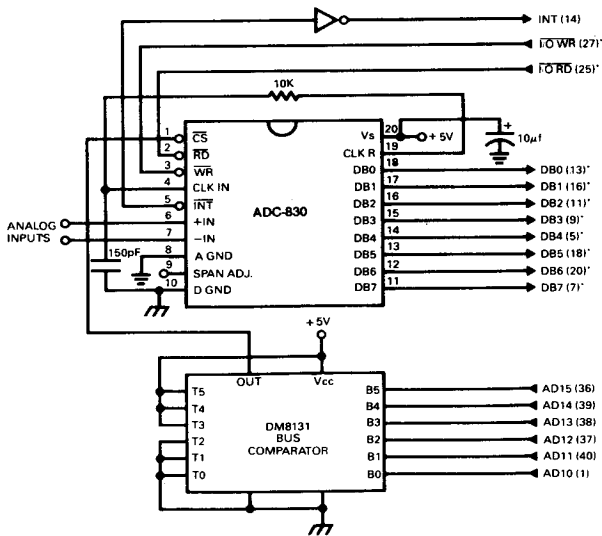 INT (14)
I/O WR (27)*
I/O RD (25)*
10K
1 CS
2 RD
3 WR
4 CLK IN
5 INT
6 +IN
7 −IN
8 A GND
9 SPAN ADJ.
10 D GND
ADC-830
Vs 20
+ 5V
+
10µf
CLK R 19
DB0 18
DB1 17
DB2 16
DB3 15
DB4 14
DB5 13
DB6 12
DB7 11
DB0 (13)*
DB1 (16)*
DB2 (11)*
DB3 (9)*
DB4 (5)*
DB5 (18)*
DB6 (20)*
DB7 (7)*
ANALOG
INPUTS
150pF
+ 5V
OUT
Vcc
T5
T4
T3
T2
T1
T0
DM8131
BUS
COMPARATOR
B5
B4
B3
B2
B1
B0
AD15 (36)
AD14 (39)
AD13 (38)
AD12 (37)
AD11 (40)
AD10 (1)